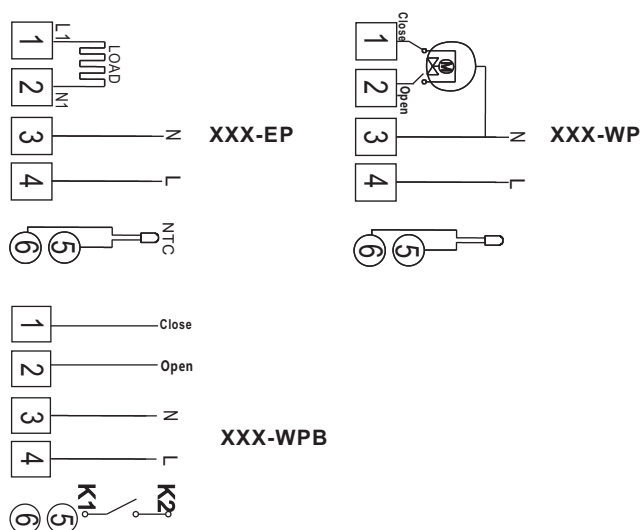 1 L1
LOAD
2 N1
3 N
4 L
6 5 NTC
XXX-EP
1 Close
M
2 Open
3 N
4 L
6 5
XXX-WP
1 Close
2 Open
3 N
4 L
6 5 K1 K2
XXX-WPB